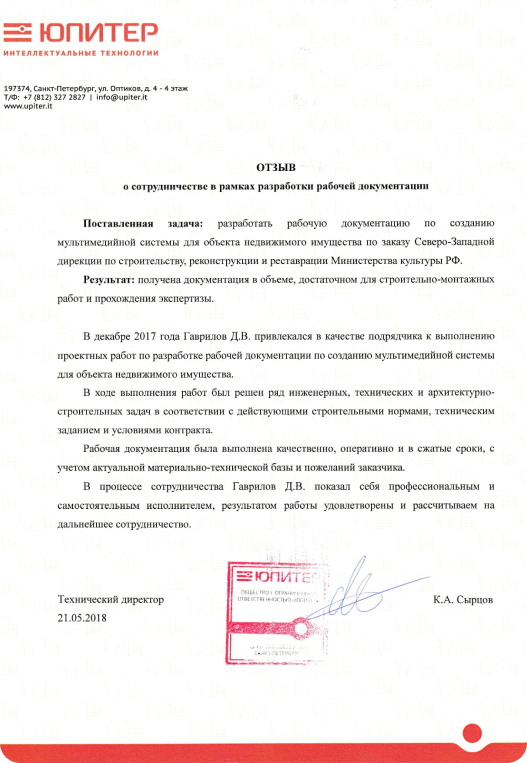 ЮПИТЕР
ИНТЕЛЛЕКТУАЛЬНЫЕ ТЕХНОЛОГИИ
197374, Санкт-Петербург, ул. Оптиков, д. 4 - 4 этаж
Т/Ф: +7 (812) 327 2827 | info@upiter.it
www.upiter.it
ОТЗЫВ
о сотрудничестве в рамках разработки рабочей документации
Поставленная задача: разработать рабочую документацию по созданию
мультимедийной системы для объекта недвижимого имущества по заказу Северо-Западной
дирекции по строительству, реконструкции и реставрации Министерства культуры РФ.
Результат: получена документация в объеме, достаточном для строительно-монтажных
работ и прохождения экспертизы.
В декабре 2017 года Гаврилов Д.В. привлекался в качестве подрядчика к выполнению
проектных работ по разработке рабочей документации по созданию мультимедийной системы
для объекта недвижимого имущества.
В ходе выполнения работ был решен ряд инженерных, технических и архитектурно-
строительных задач в соответствии с действующими строительными нормами, техническим
заданием и условиями контракта.
Рабочая документация была выполнена качественно, оперативно и в сжатые сроки, с
учетом актуальной материально-технической базы и пожеланий заказчика.
В процессе сотрудничества Гаврилов Д.В. показал себя профессиональным и
самостоятельным исполнителем, результатом работы удовлетворены и рассчитываем на
дальнейшее сотрудничество.
ЮПИТЕР
ОБЩЕСТВО С ОГРАНИЧЕННОЙ
ОТВЕТСТВЕННОСТЬЮ
САНКТ-ПЕТЕРБУРГ
Технический директор
К.А. Сырцов
21.05.2018